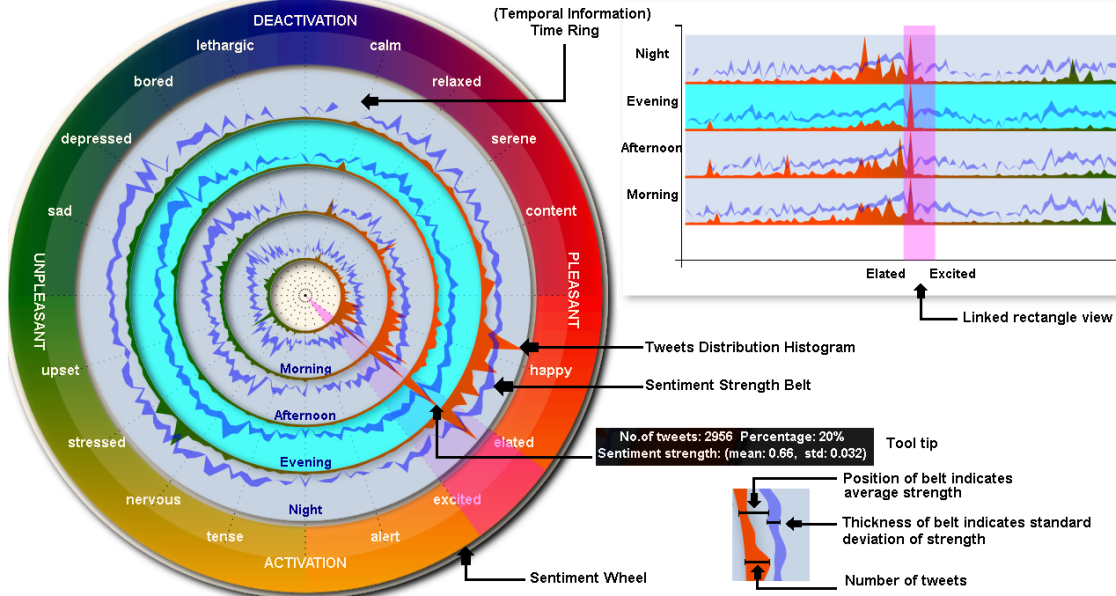 DEACTIVATION
lethargic
calm
bored
relaxed
depressed
serene
sad
content
UNPLEASANT
PLEASANT
upset
happy
stressed
elated
nervous
excited
tense
alert
ACTIVATION
Morning
Afternoon
Evening
Night
(Temporal Information)
Time Ring
Night
Evening
Afternoon
Morning
Elated
Excited
Linked rectangle view
Tweets Distribution Histogram
Sentiment Strength Belt
No.of tweets: 2956 Percentage: 20%
Sentiment strength: (mean: 0.66, std: 0.032)
Tool tip
Position of belt indicates
average strength
Thickness of belt indicates standard
deviation of strength
Number of tweets
Sentiment Wheel